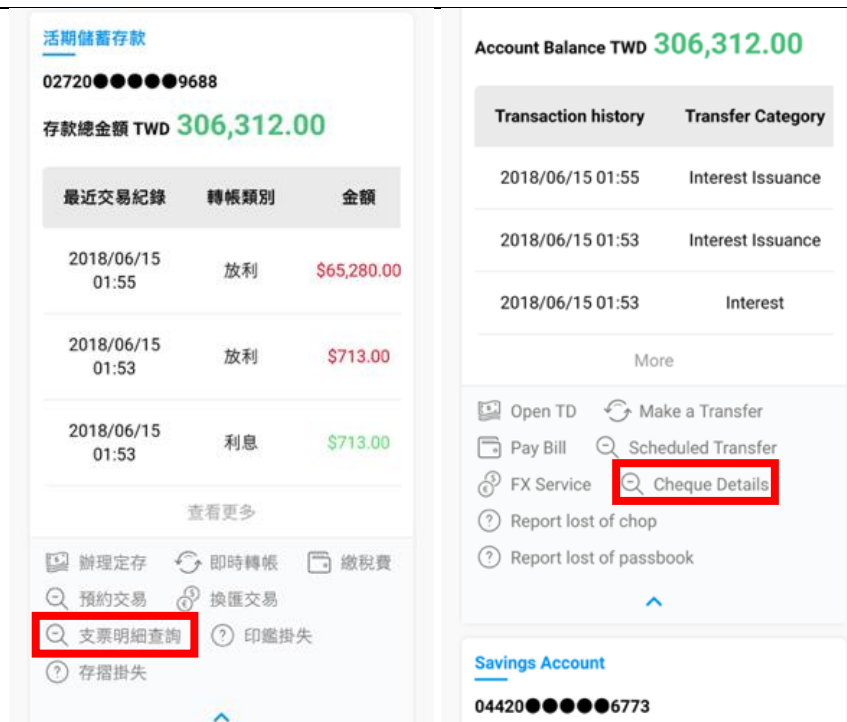 活期儲蓄存款
02720●●●●●9688
存款總金額 TWD 306,312.00
最近交易紀錄 轉帳類別 金額
2018/06/15
01:55
放利
$65,280.00
2018/06/15
01:53
放利
$713.00
2018/06/15
01:53
利息
$713.00
查看更多
辦理定存 即時轉帳 繳稅費
預約交易 換匯交易
支票明細查詢 印鑑掛失
存摺掛失
Account Balance TWD 306,312.00
Transaction history Transfer Category
2018/06/15 01:55 Interest Issuance
2018/06/15 01:53 Interest Issuance
2018/06/15 01:53 Interest
More
Open TD Make a Transfer
Pay Bill Scheduled Transfer
FX Service Cheque Details
Report lost of chop
Report lost of passbook
Savings Account
04420●●●●●6773